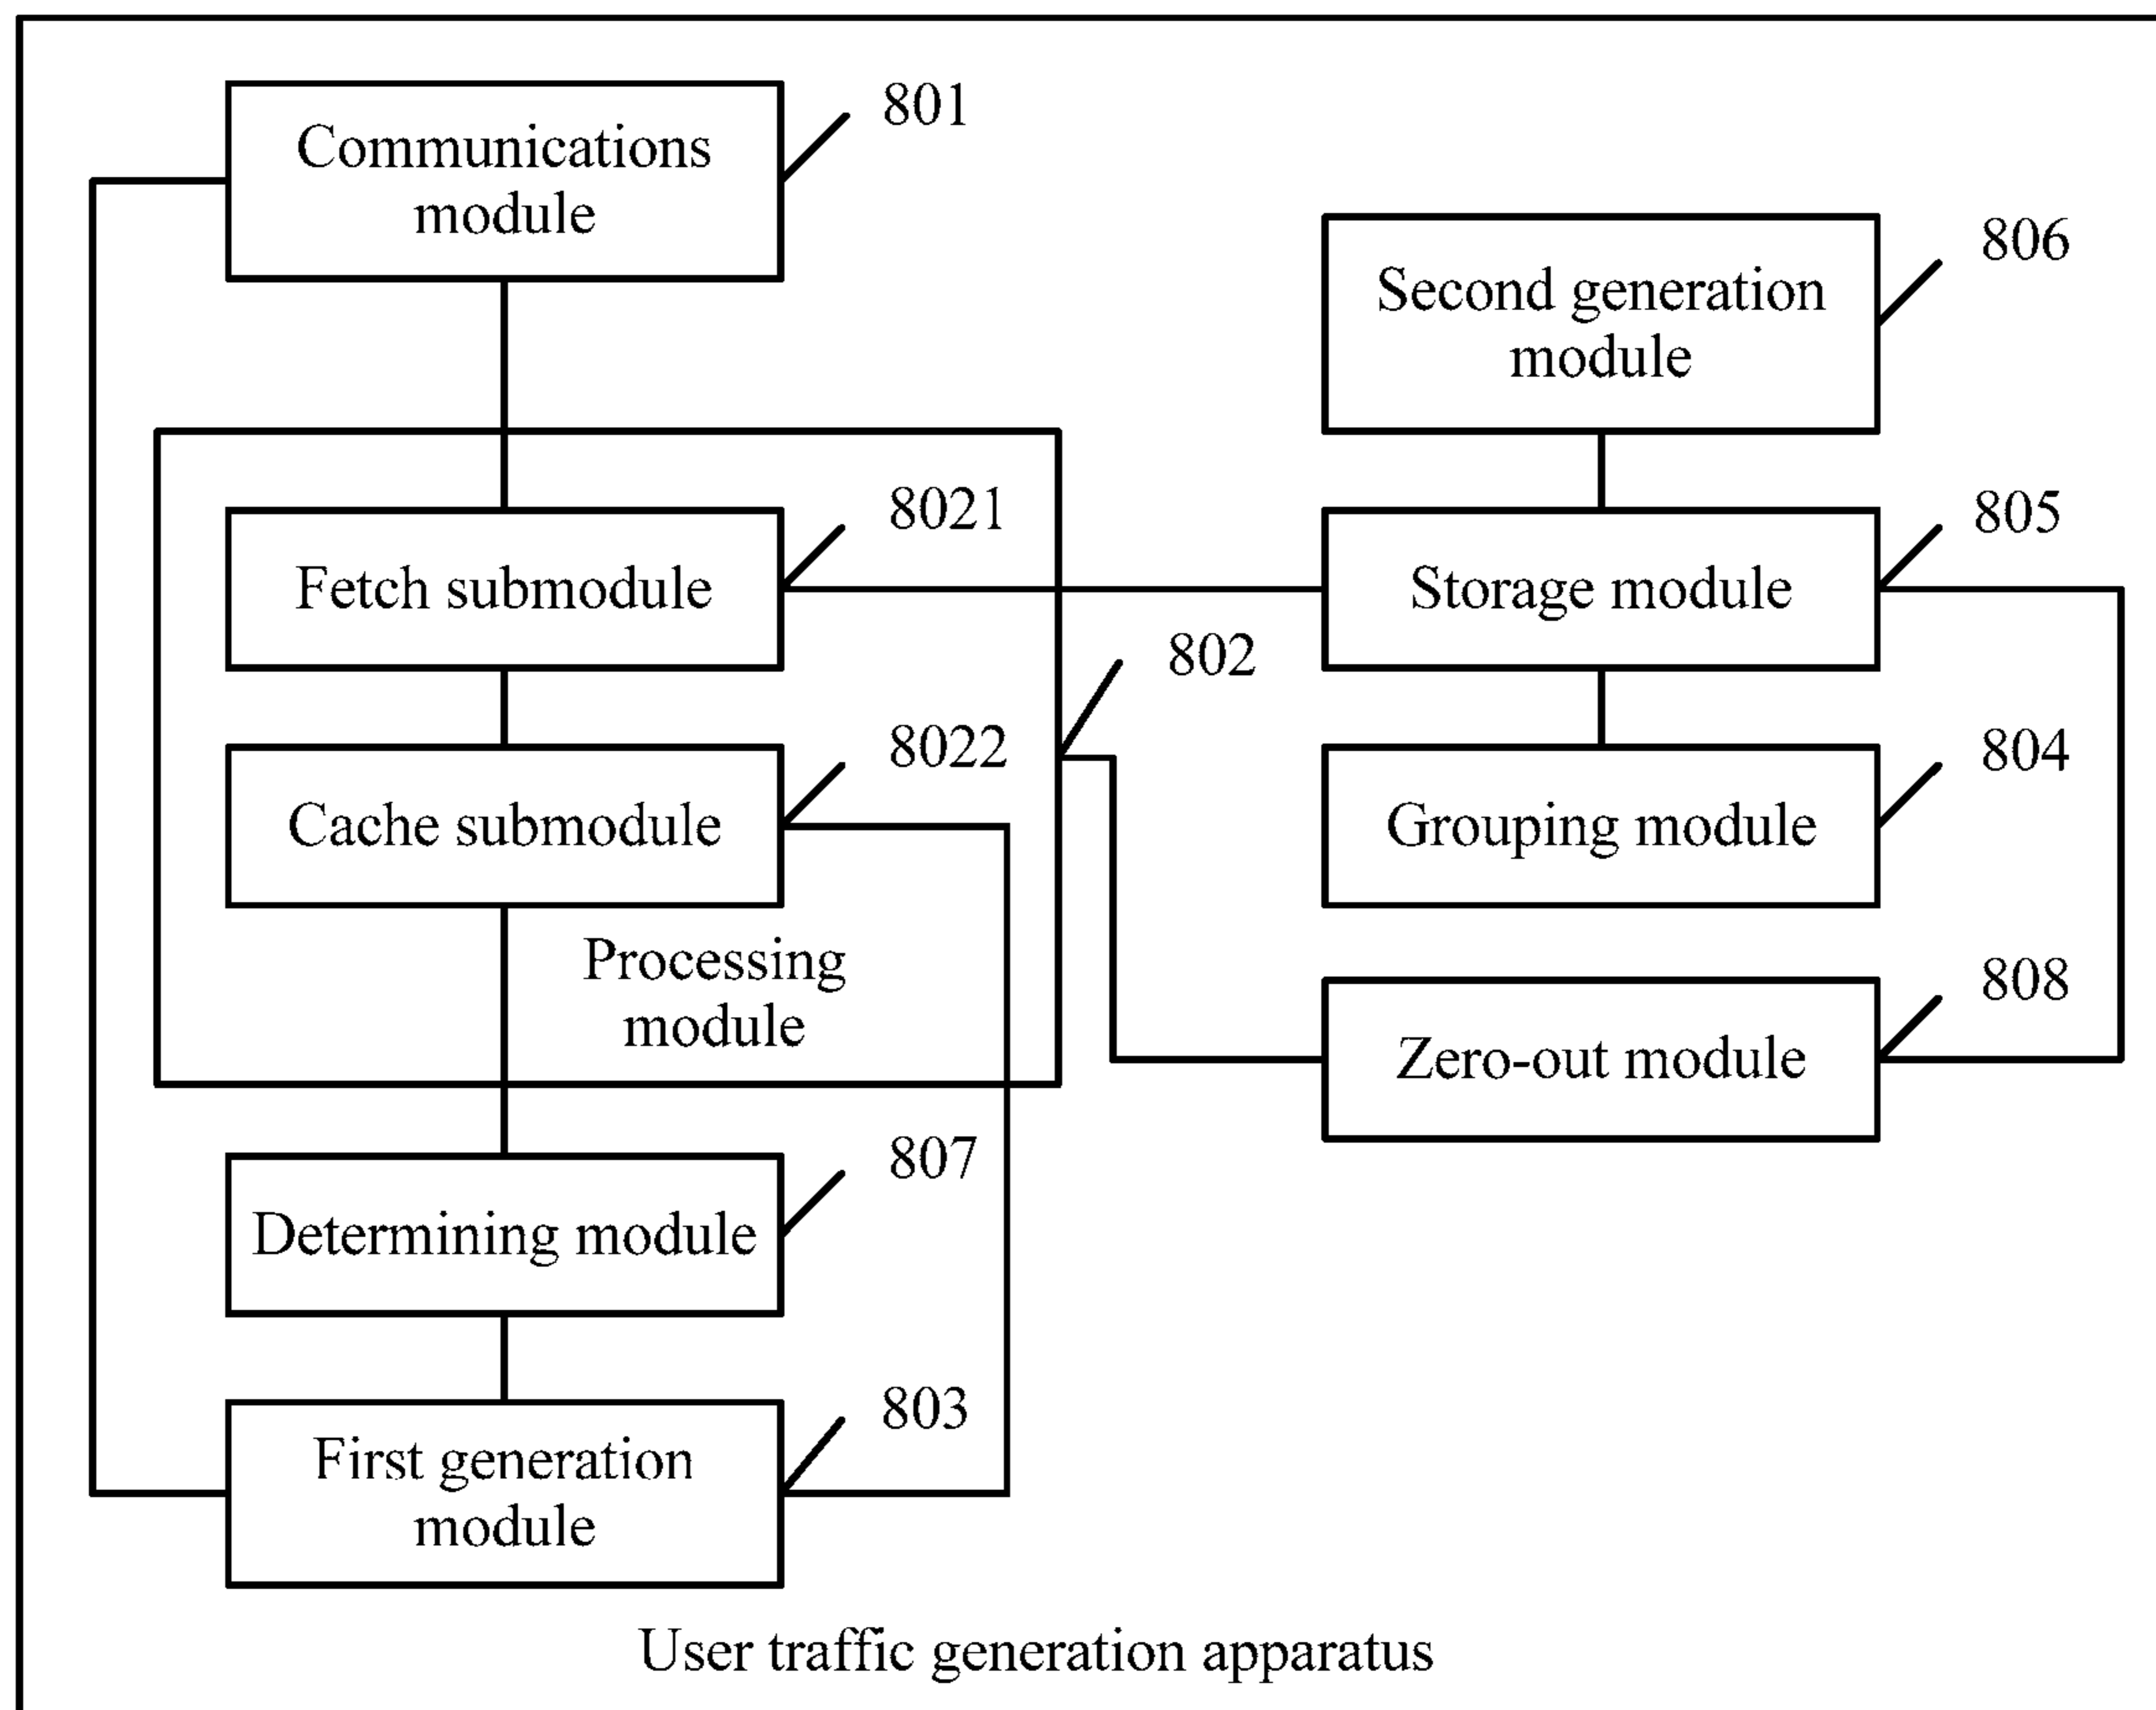 801
Communications
module
806
Second generation
module
8021
Fetch submodule
805
Storage module
802
8022
Cache submodule
804
Grouping module
Processing
module
808
Zero-out module
807
Determining module
803
First generation
module
User traffic generation apparatus